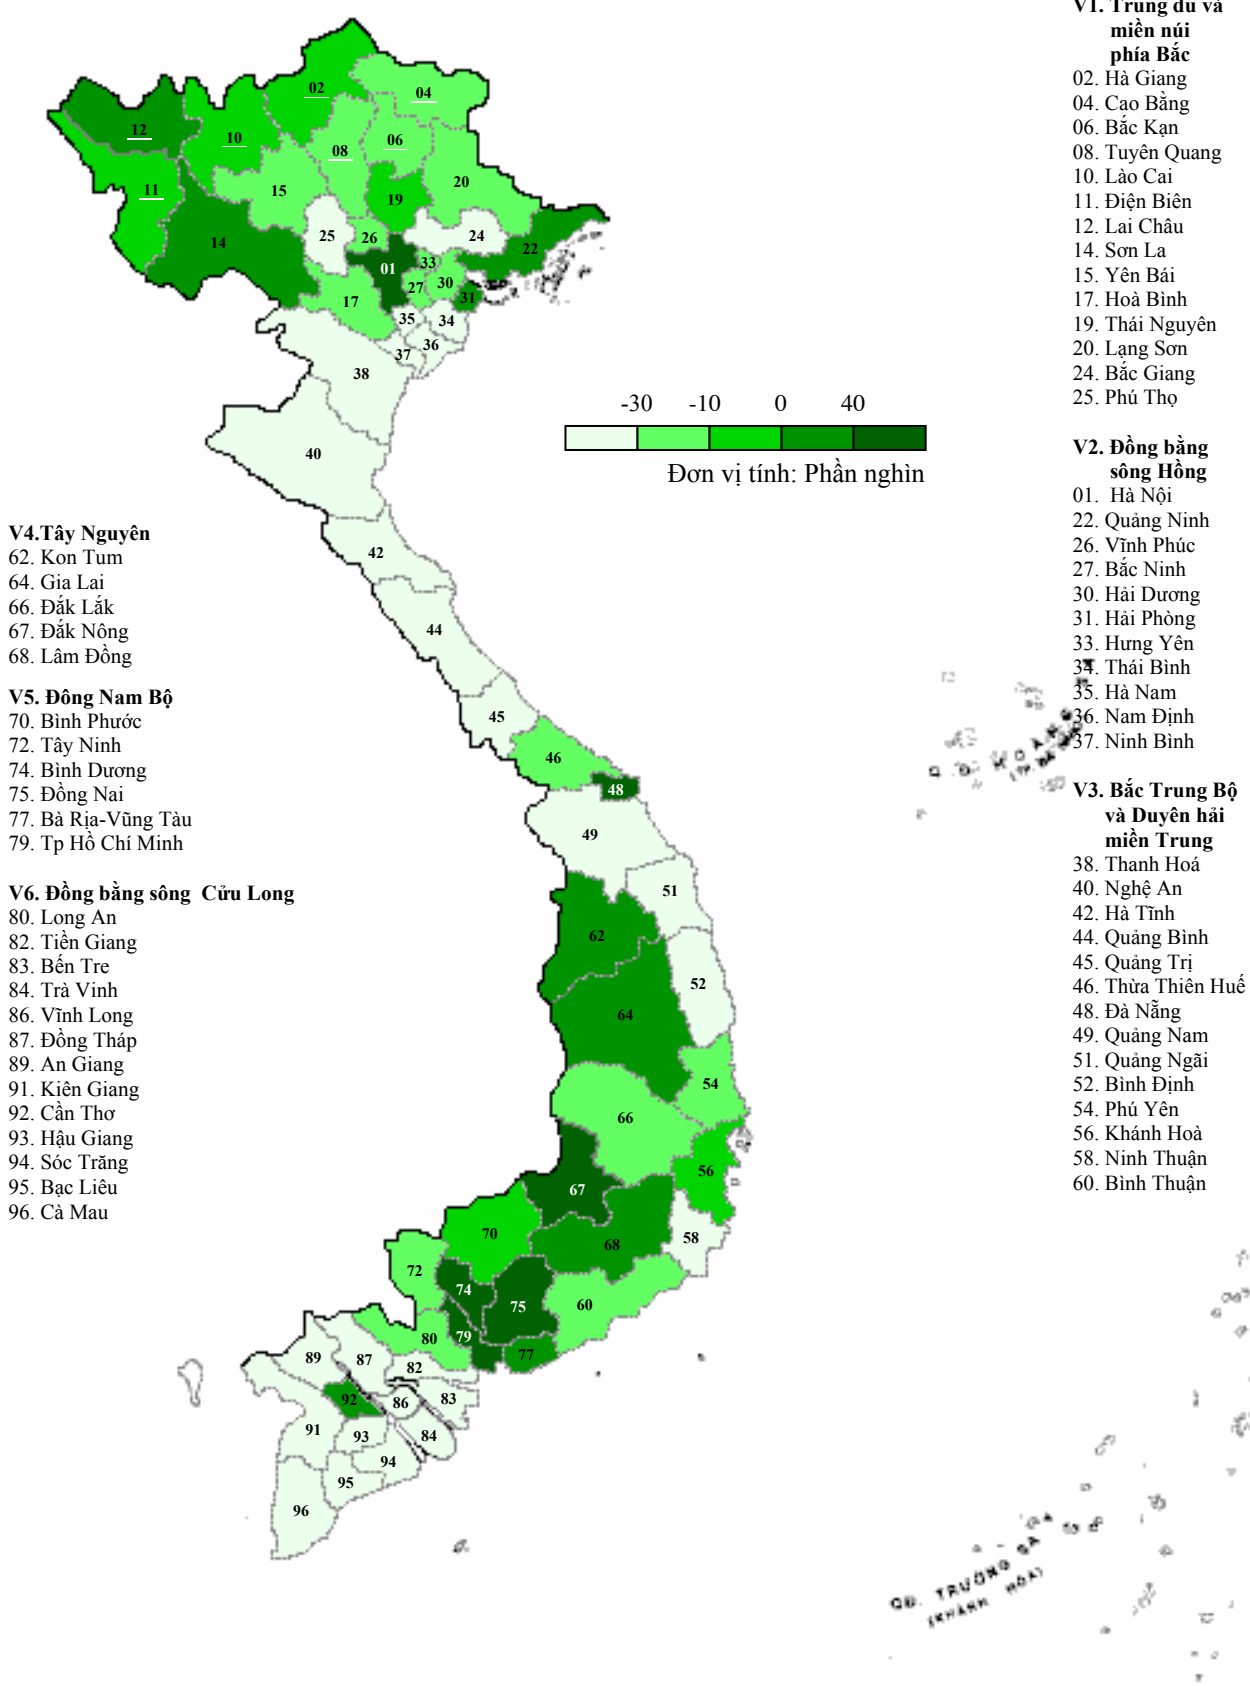 V1. Trung du và
miền núi
phía Bắc
02. Hà Giang
04. Cao Bằng
06. Bắc Kạn
08. Tuyên Quang
10. Lào Cai
11. Điện Biên
12. Lai Châu
14. Sơn La
15. Yên Bái
17. Hoà Bình
19. Thái Nguyên
20. Lạng Sơn
24. Bắc Giang
25. Phú Thọ
V2. Đồng bằng
sông Hồng
01. Hà Nội
22. Quảng Ninh
26. Vĩnh Phúc
27. Bắc Ninh
30. Hải Dương
31. Hải Phòng
33. Hưng Yên
34. Thái Bình
35. Hà Nam
36. Nam Định
37. Ninh Bình
V3. Bắc Trung Bộ
và Duyên hải
miền Trung
38. Thanh Hoá
40. Nghệ An
42. Hà Tĩnh
44. Quảng Bình
45. Quảng Trị
46. Thừa Thiên Huế
48. Đà Nẵng
49. Quảng Nam
51. Quảng Ngãi
52. Bình Định
54. Phú Yên
56. Khánh Hoà
58. Ninh Thuận
60. Bình Thuận
V4.Tây Nguyên
62. Kon Tum
64. Gia Lai
66. Đắk Lắk
67. Đắk Nông
68. Lâm Đồng
V5. Đông Nam Bộ
70. Bình Phước
72. Tây Ninh
74. Bình Dương
75. Đồng Nai
77. Bà Rịa-Vũng Tàu
79. Tp Hồ Chí Minh
V6. Đồng bằng sông Cửu Long
80. Long An
82. Tiền Giang
83. Bến Tre
84. Trà Vinh
86. Vĩnh Long
87. Đồng Tháp
89. An Giang
91. Kiên Giang
92. Cần Thơ
93. Hậu Giang
94. Sóc Trăng
95. Bạc Liêu
96. Cà Mau
-30 -10 0 40
Đơn vị tính: Phần nghìn
02
04
12
10
06
08
11
15
20
19
25
26
24
14
22
01
33
30
27
31
17
35
34
36
37
38
40
42
44
45
46
48
49
51
62
52
64
54
66
56
67
70
58
68
72
74
75
60
79
80
77
89
87
82
92
86
83
91
93
84
94
95
96
QĐ. TRƯỜNG SA
(KHÁNH HÒA)